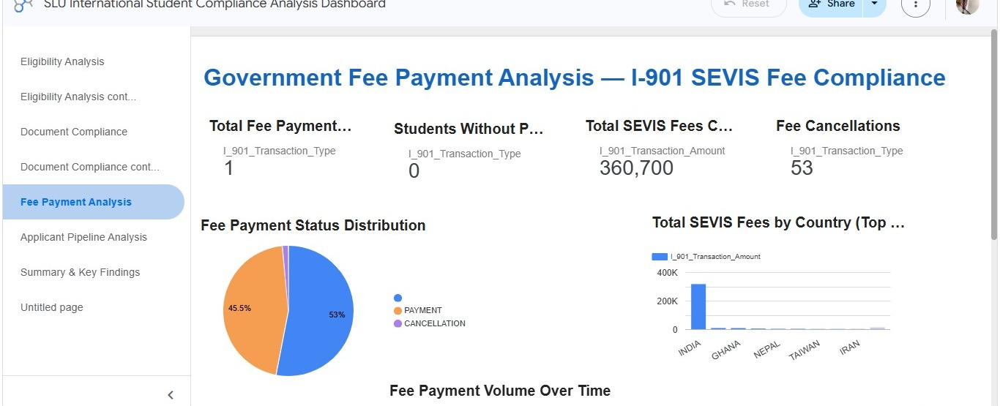 SLU International Student Compliance Analysis Dashboard
Reset
Share
Eligibility Analysis
Eligibility Analysis cont...
Document Compliance
Document Compliance cont...
Fee Payment Analysis
Applicant Pipeline Analysis
Summary & Key Findings
Untitled page
Government Fee Payment Analysis — I-901 SEVIS Fee Compliance
Total Fee Payment...
I_901_Transaction_Type
1
Students Without P...
I_901_Transaction_Type
0
Total SEVIS Fees C...
I_901_Transaction_Amount
360,700
Fee Cancellations
I_901_Transaction_Type
53
Fee Payment Status Distribution
45.5%
53%
PAYMENT
CANCELLATION
Total SEVIS Fees by Country (Top ...
I_901_Transaction_Amount
400K
200K
0
INDIA
GHANA
NEPAL
TAIWAN
IRAN
Fee Payment Volume Over Time